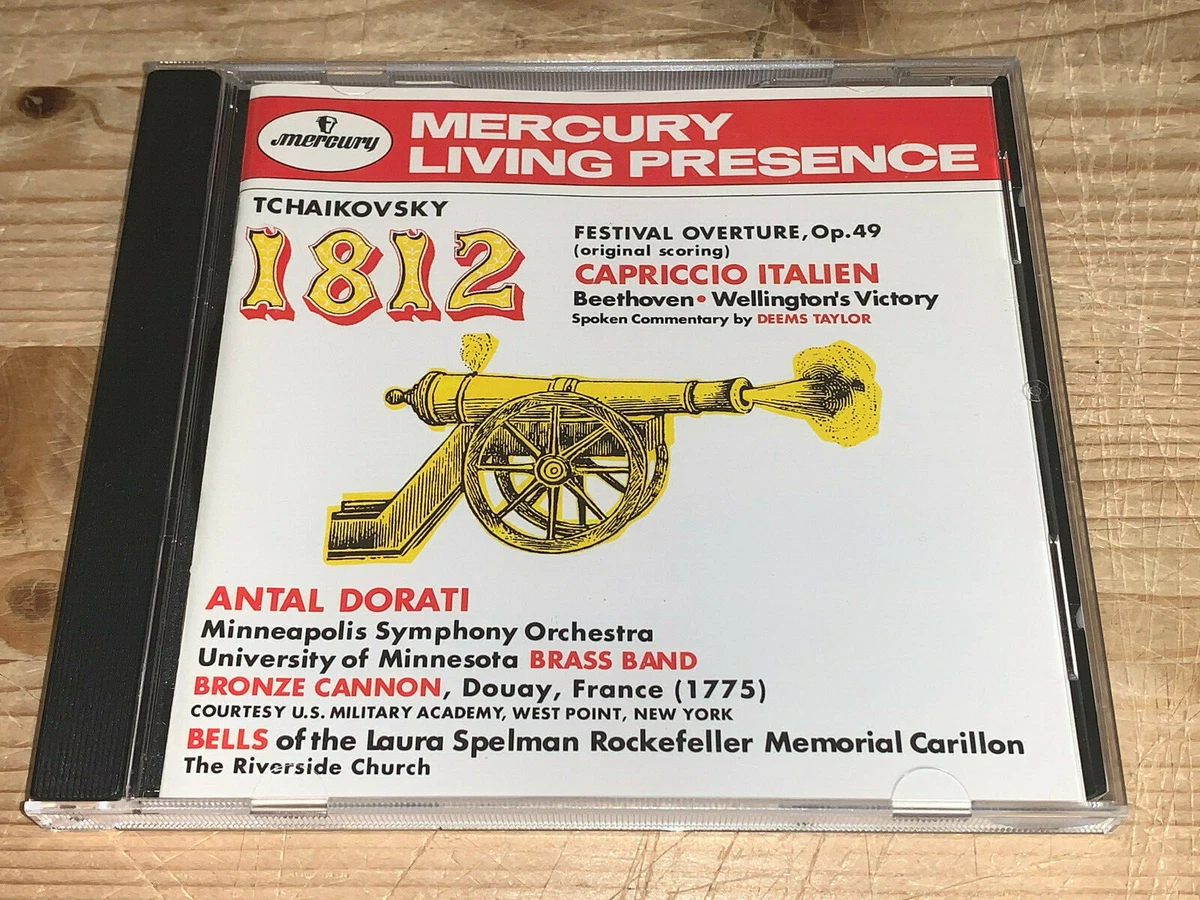 mercury
MERCURY
LIVING PRESENCE
TCHAIKOVSKY
1812
FESTIVAL OVERTURE, Op.49
(original scoring)
CAPRICCIO ITALIEN
Beethoven • Wellington's Victory
Spoken Commentary by DEEMS TAYLOR
ANTAL DORATI
Minneapolis Symphony Orchestra
University of Minnesota BRASS BAND
BRONZE CANNON, Douay, France (1775)
COURTESY U.S. MILITARY ACADEMY, WEST POINT, NEW YORK
BELLS of the Laura Spelman Rockefeller Memorial Carillon
The Riverside Church